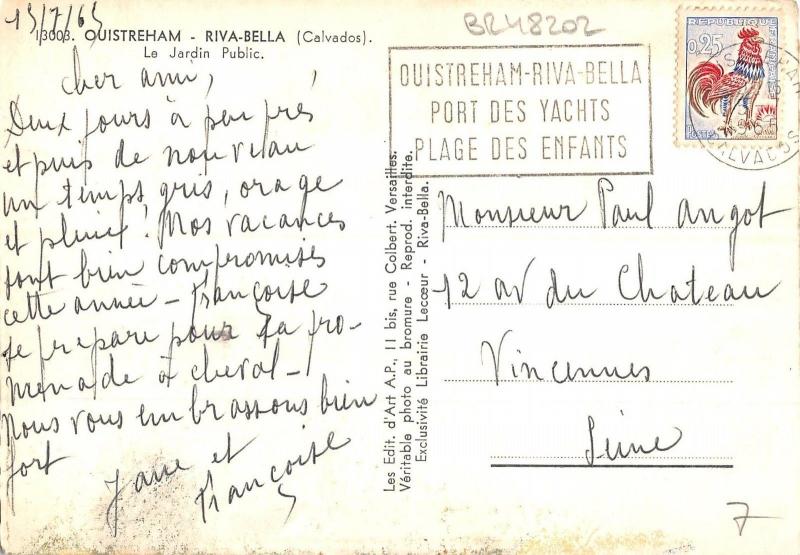 15/7/65
13003. OUISTREHAM - RIVA-BELLA (Calvados).
Le Jardin Public.
Cher ami,
Deux jours à peu près
et puis de nouveau
un temps gris, orage
et pluie! Nos vacances
sont bien compromises
cette année - Françoise
se prépare pour sa pro-
menade à cheval -
Nous vous embrassons bien
fort
Jane et
Françoise
BR48202
OUISTREHAM-RIVA-BELLA
PORT DES YACHTS
PLAGE DES ENFANTS
REPUBLIQUE
0,25
FRANÇAISE
POSTES
CALVADOS
Les Edit. d'Art A.P., 11 bis, rue Colbert. Versailles.
Véritable photo au bromure - Reprod. interdite.
Exclusivité Librairie Lecœur - Riva-Bella.
Monsieur Paul Angot
12 av du Chateau
Vincennes
Seine
7